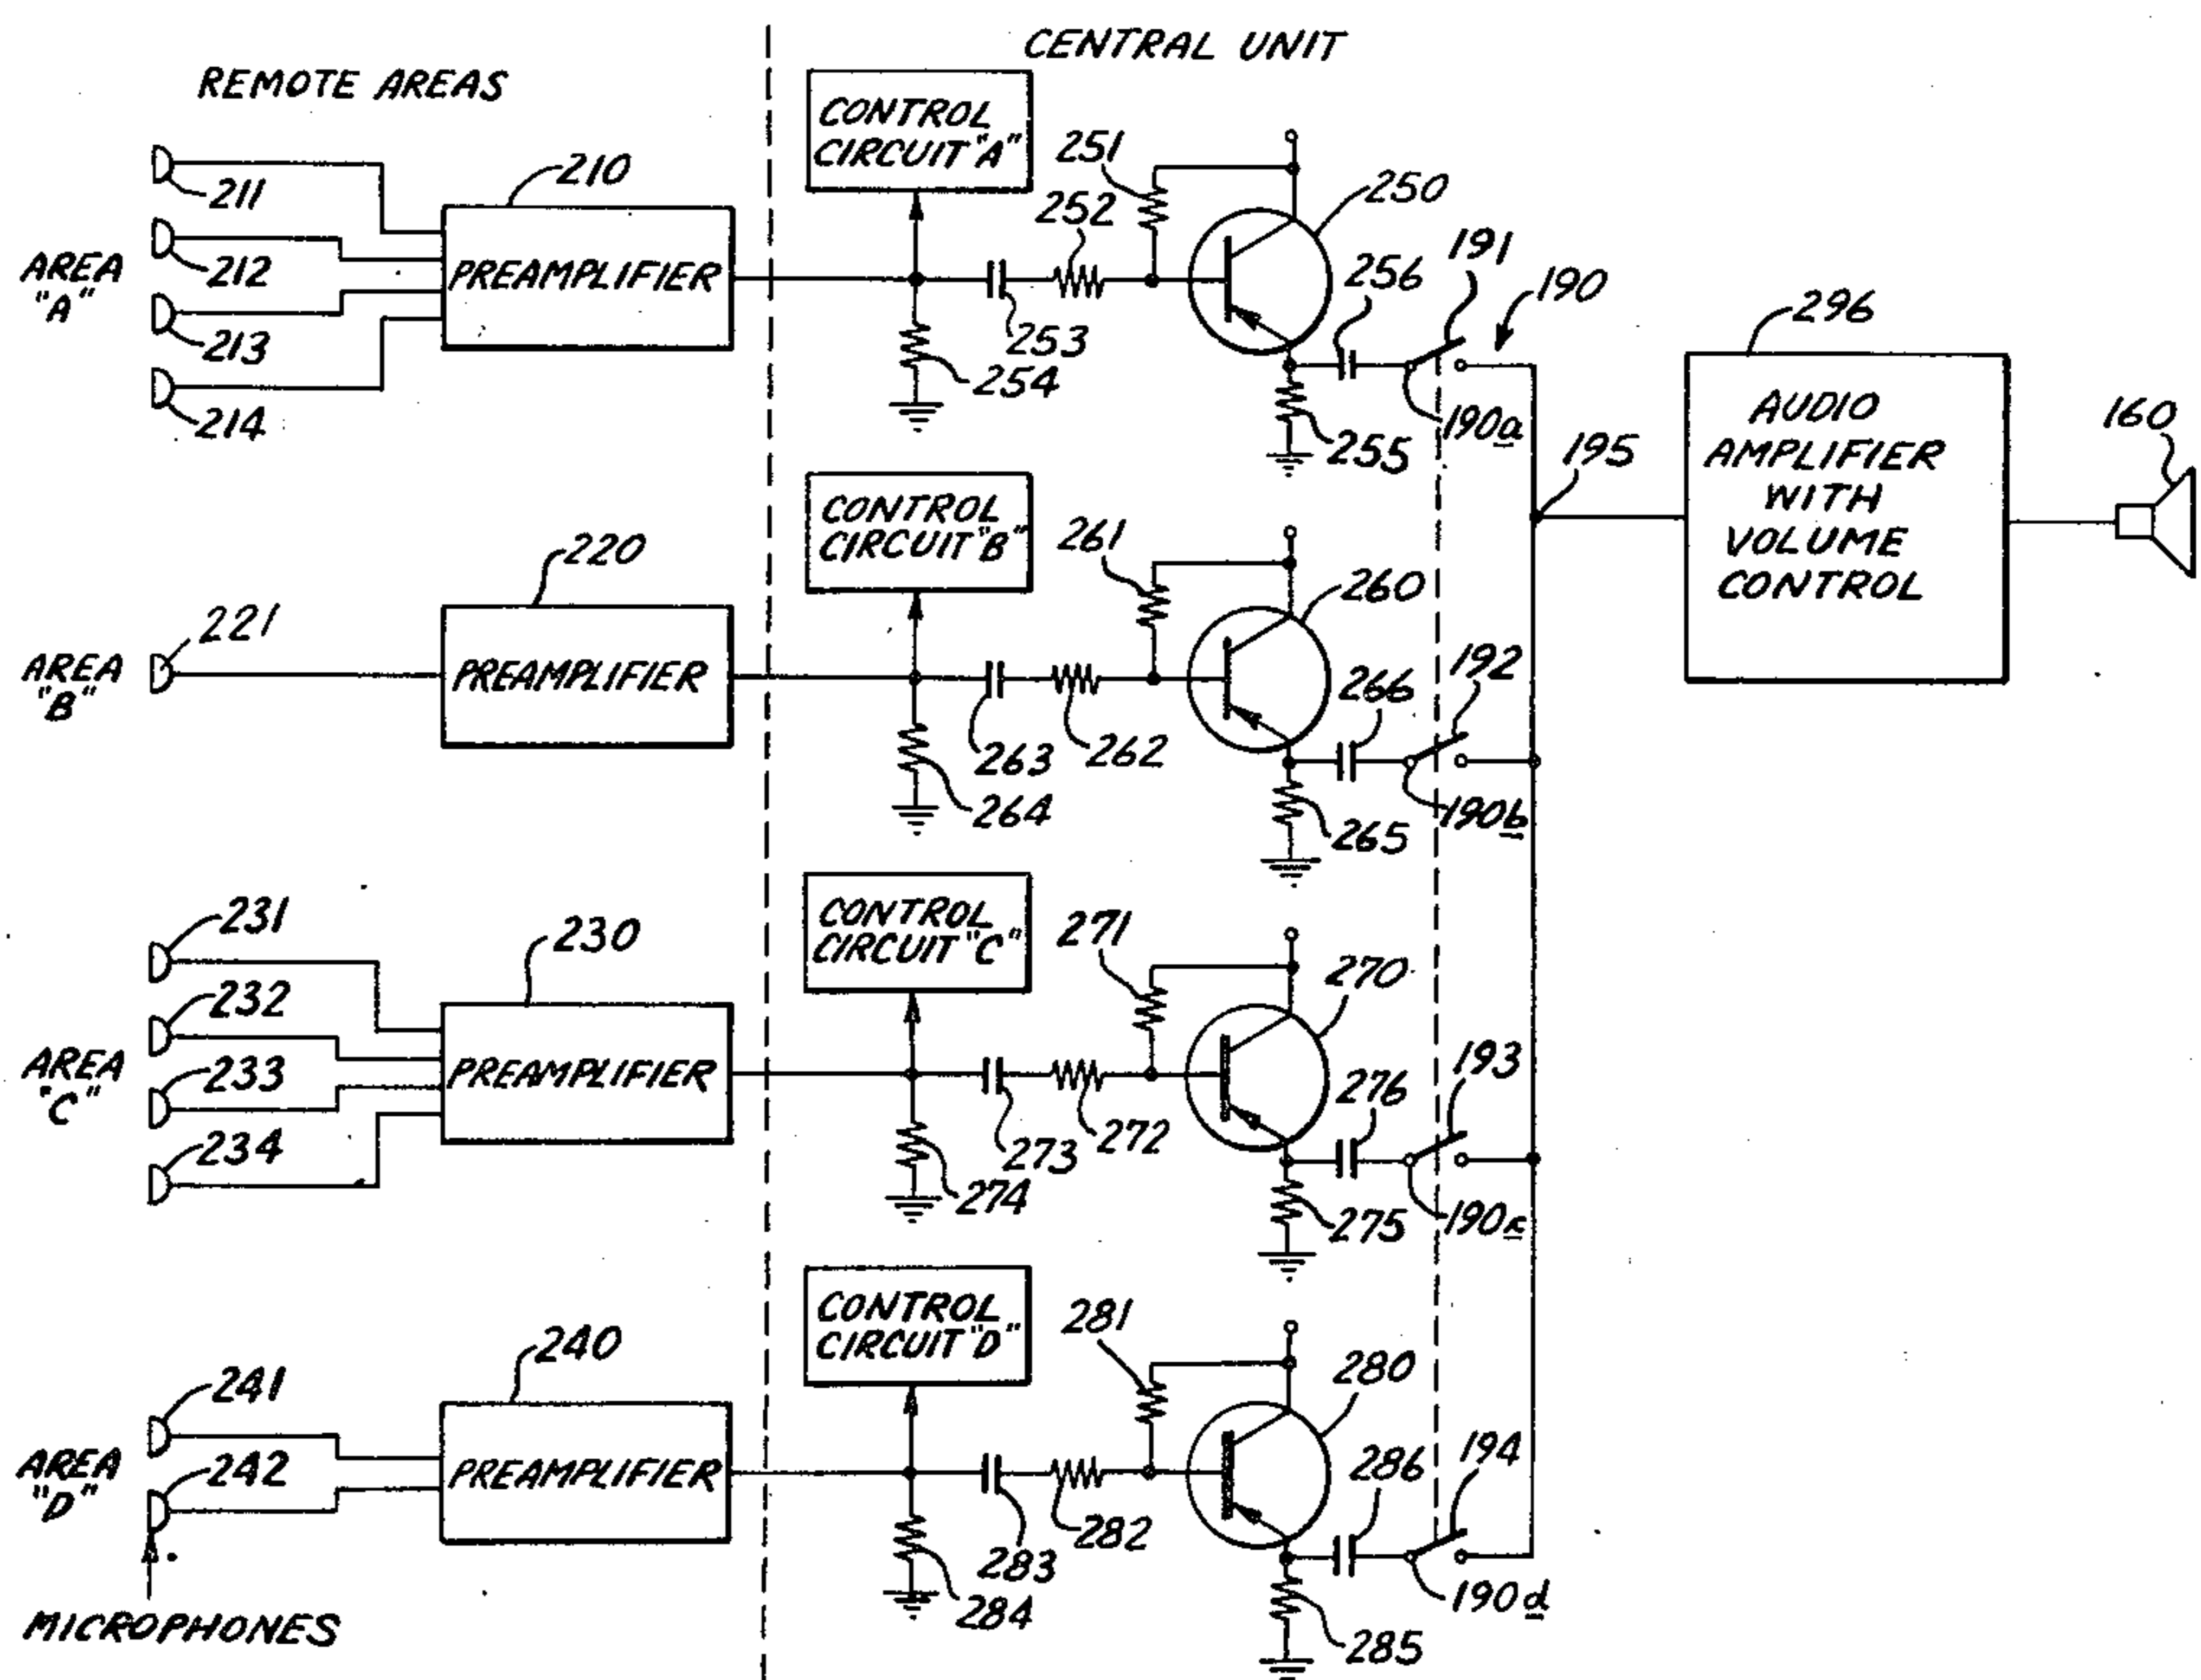 CENTRAL UNIT
REMOTE AREAS
CONTROL
CIRCUIT "A"
251
252
250
210
211
212
AREA
"A"
213
214
PREAMPLIFIER
253
254
256
191
190
190a
255
195
296
AUDIO
AMPLIFIER
WITH
VOLUME
CONTROL
160
CONTROL
CIRCUIT "B"
261
260
220
221
AREA
"B"
PREAMPLIFIER
263
262
264
266
192
190b
265
CONTROL
CIRCUIT "C"
271
270
230
231
232
AREA
"C"
233
234
PREAMPLIFIER
273
272
274
276
193
190c
275
CONTROL
CIRCUIT "D"
281
280
240
241
AREA
"D"
242
PREAMPLIFIER
283
282
284
286
194
190d
285
MICROPHONES